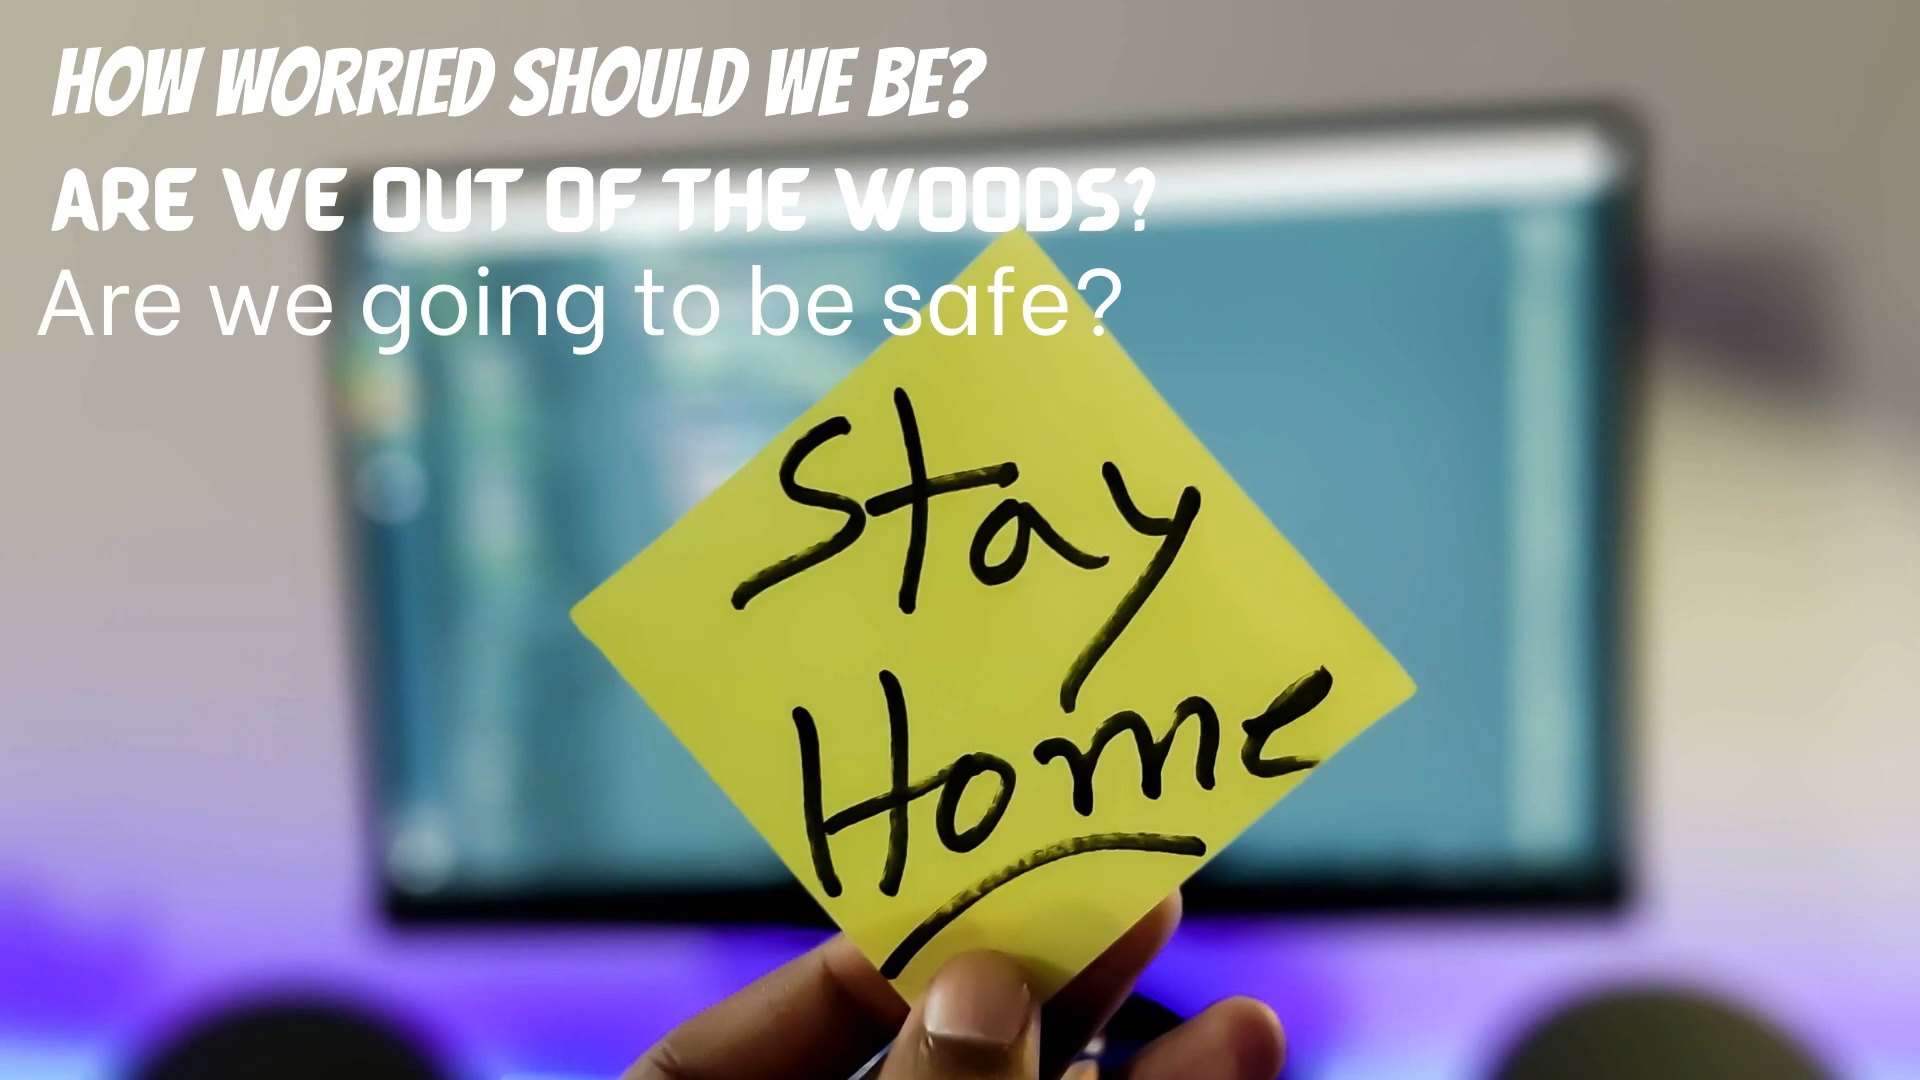 HOW WORRIED SHOULD WE BE?
ARE WE OUT OF THE WOODS?
Are we going to be safe?
Stay
Home